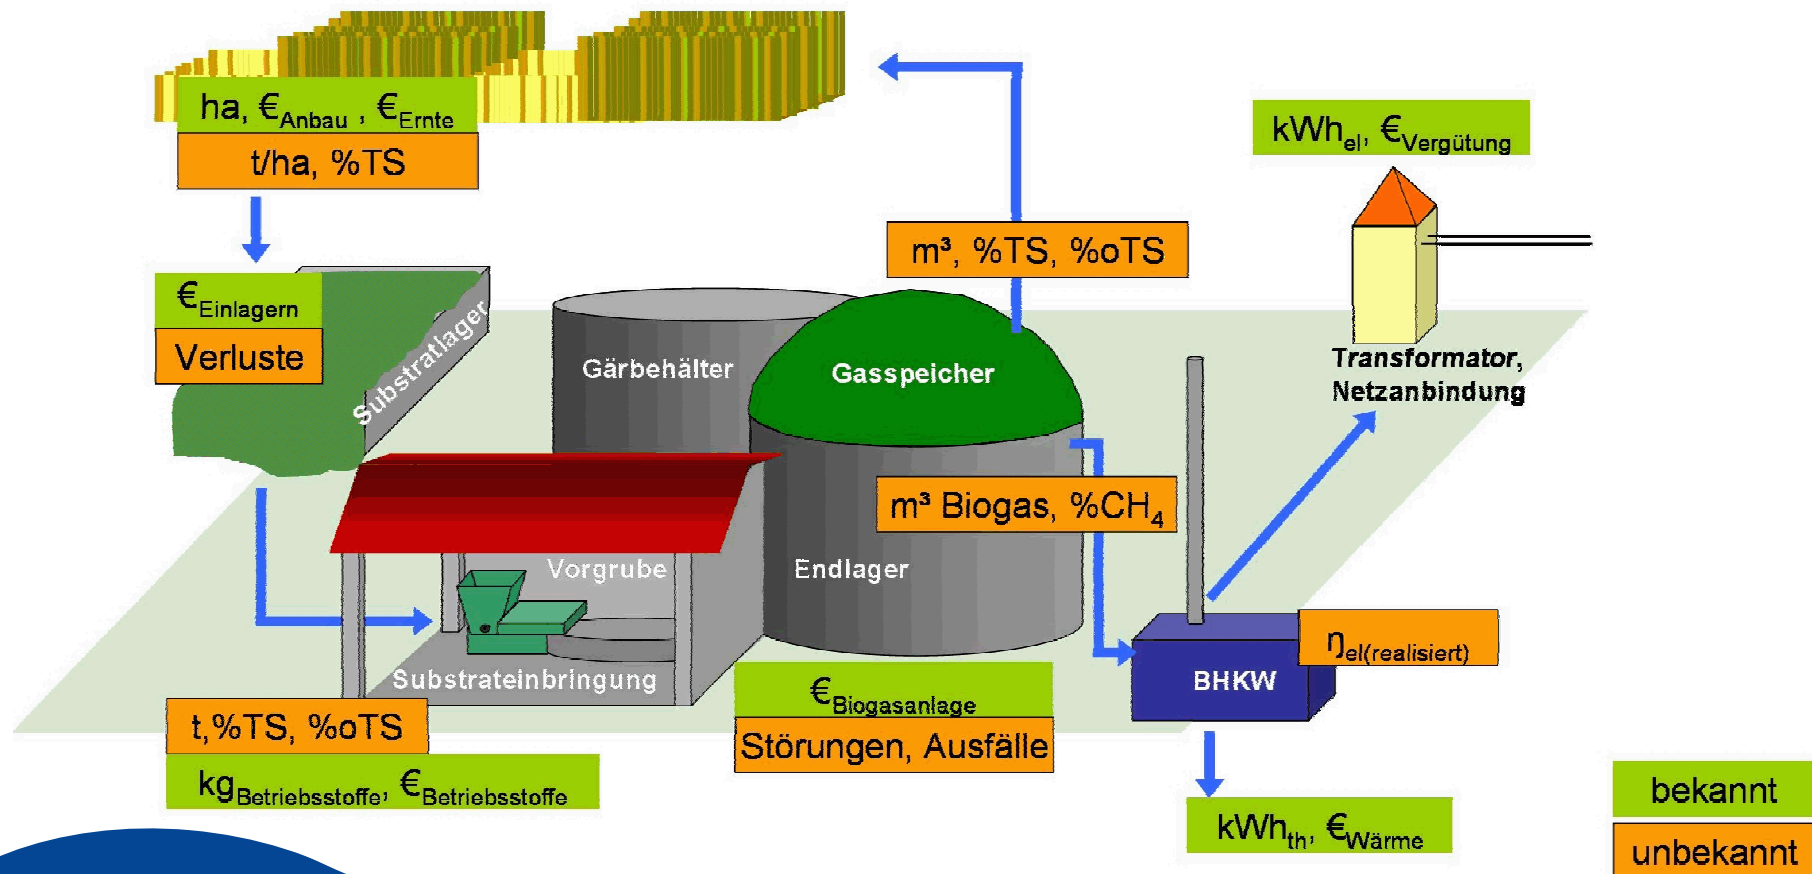 ha, €Anbau , €Ernte
t/ha, %TS
kWhel, €Vergütung
m³, %TS, %oTS
€Einlagern
Verluste
Substratlager
Gärbehälter
Gasspeicher
Transformator,
Netzanbindung
m³ Biogas, %CH₄
Vorgrube
Endlager
ηel(realisiert)
Substrateinbringung
BHKW
€Biogasanlage
Störungen, Ausfälle
t,%TS, %oTS
kgBetriebsstoffe, €Betriebsstoffe
kWhth, €Wärme
bekannt
unbekannt